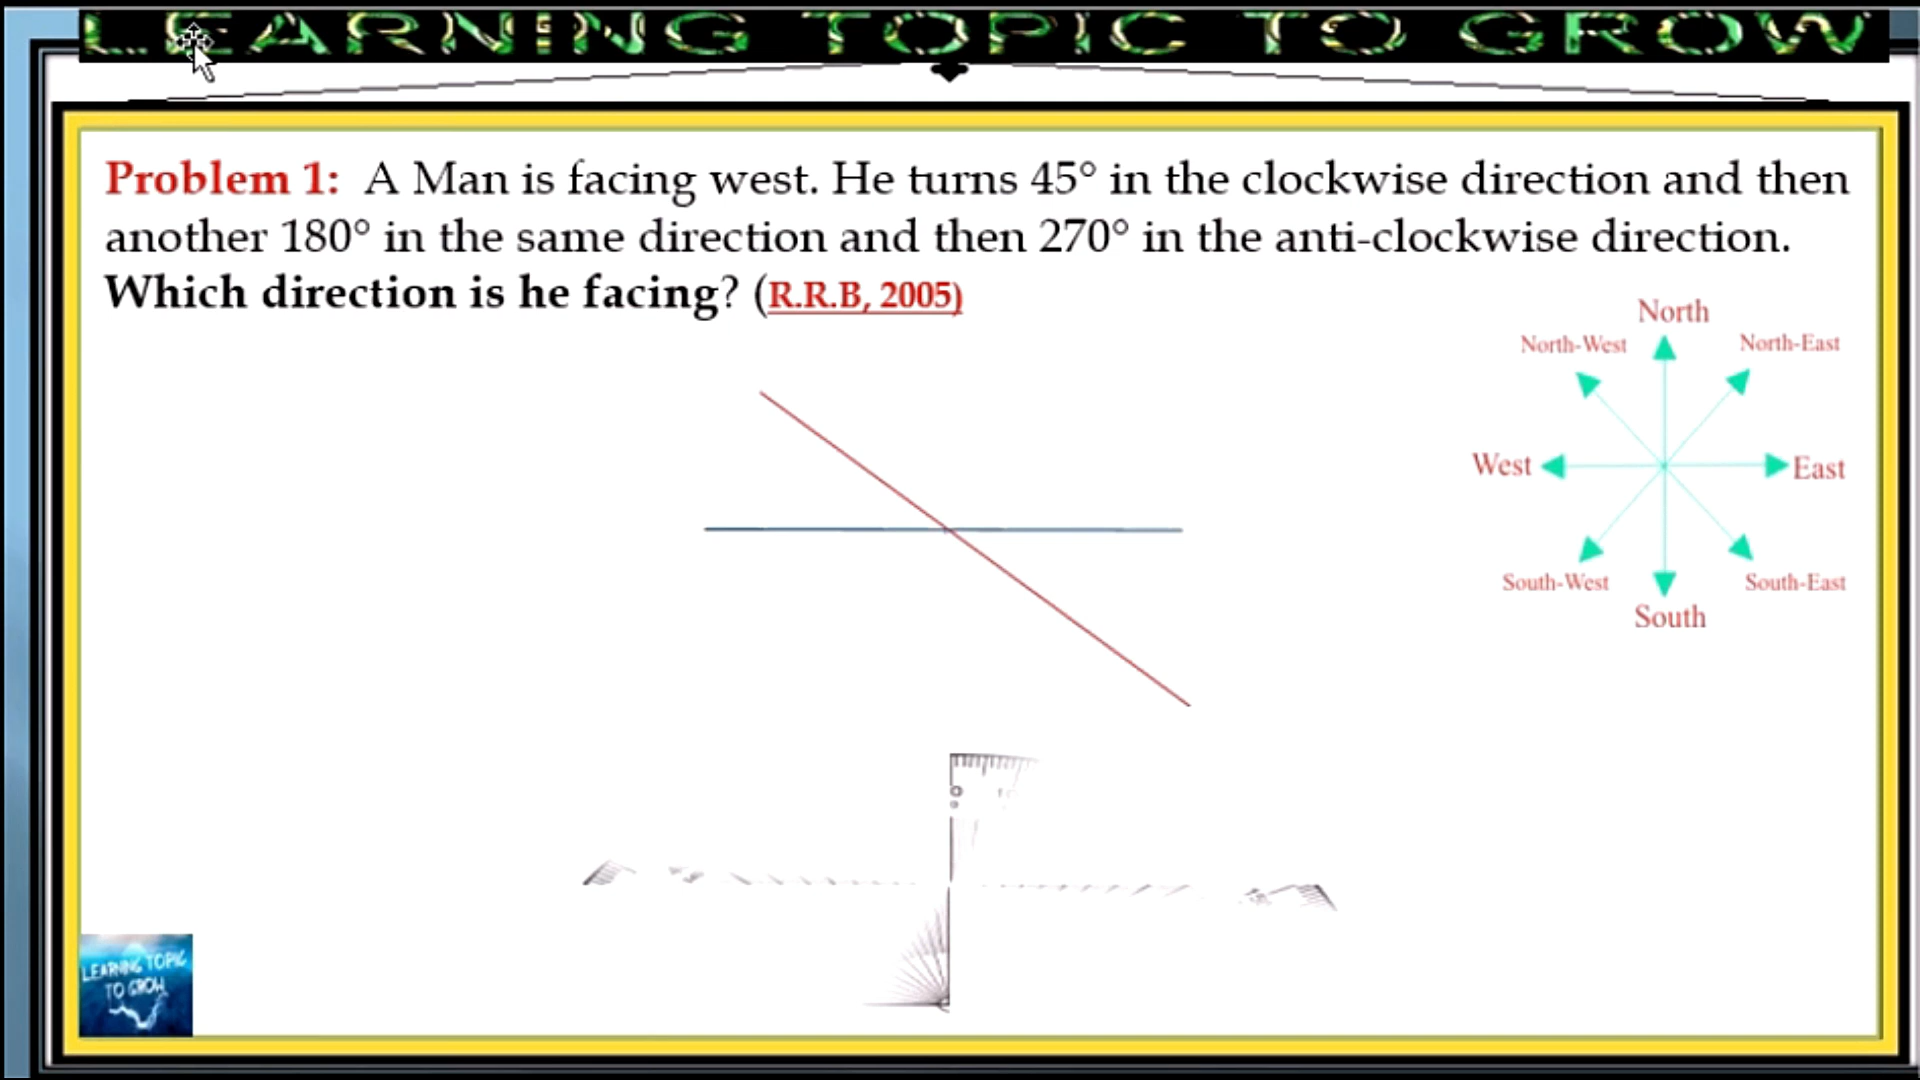 LEARNING TOPIC TO GROW
Problem 1: A Man is facing west. He turns 45° in the clockwise direction and then
another 180° in the same direction and then 270° in the anti-clockwise direction.
Which direction is he facing? (R.R.B, 2005)
North
North-West
North-East
West
East
South-West
South-East
South
LEARNING TOPIC
TO GROW